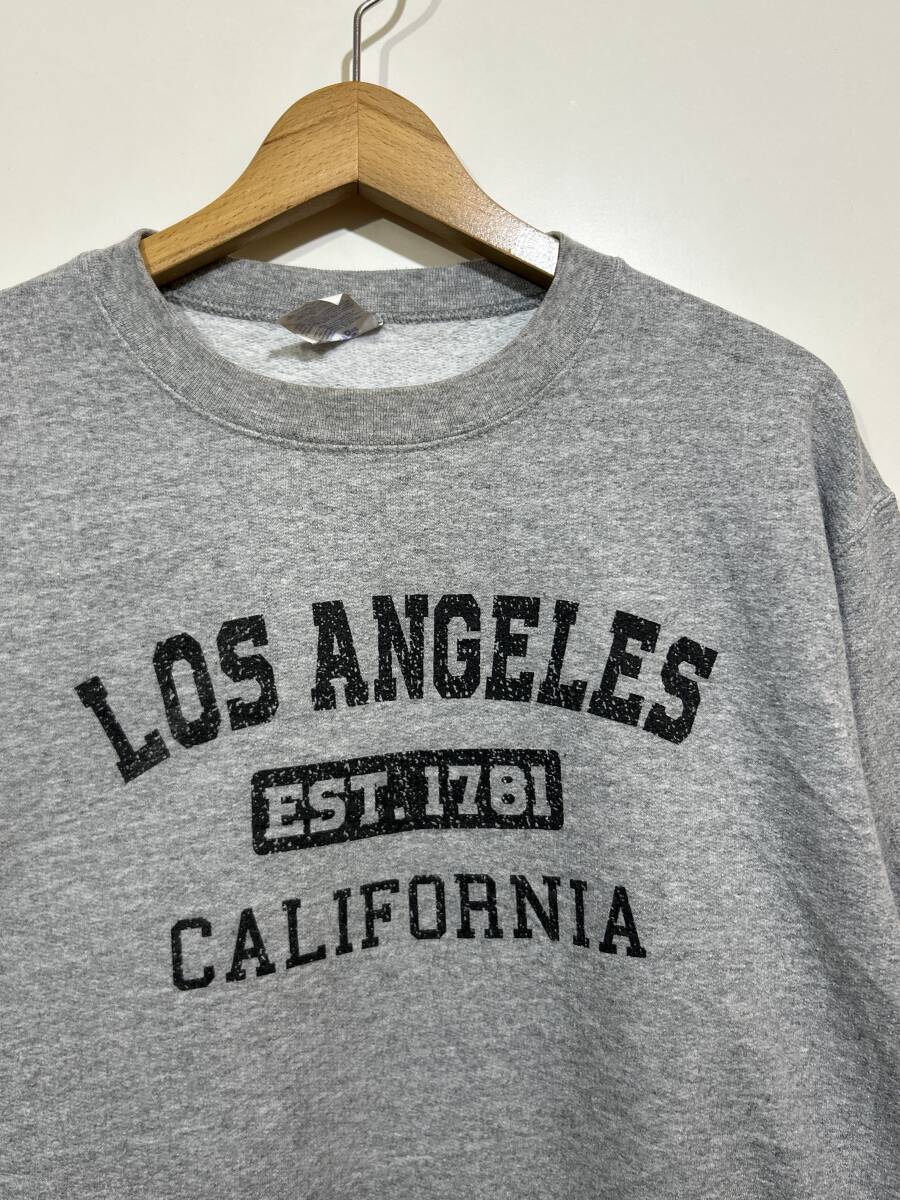 LOS ANGELES
EST. 1781
CALIFORNIA